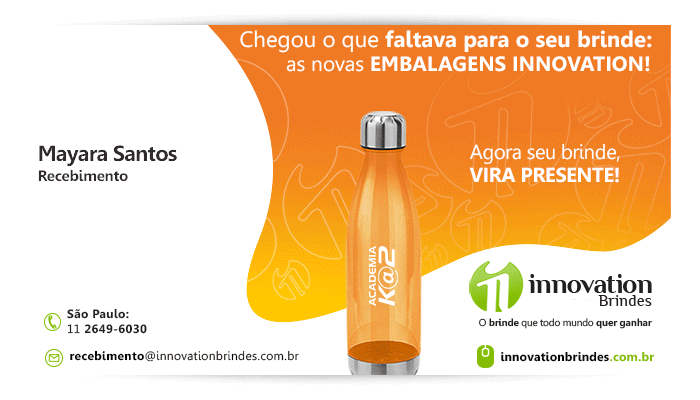 Chegou o que faltava para o seu brinde:
as novas EMBALAGENS INNOVATION!
Mayara Santos
Recebimento
Agora seu brinde,
VIRA PRESENTE!
ACADEMIA
K@2
innovation
Brindes
O brinde que todo mundo quer ganhar
São Paulo:
11 2649-6030
recebimento@innovationbrindes.com.br
innovationbrindes.com.br